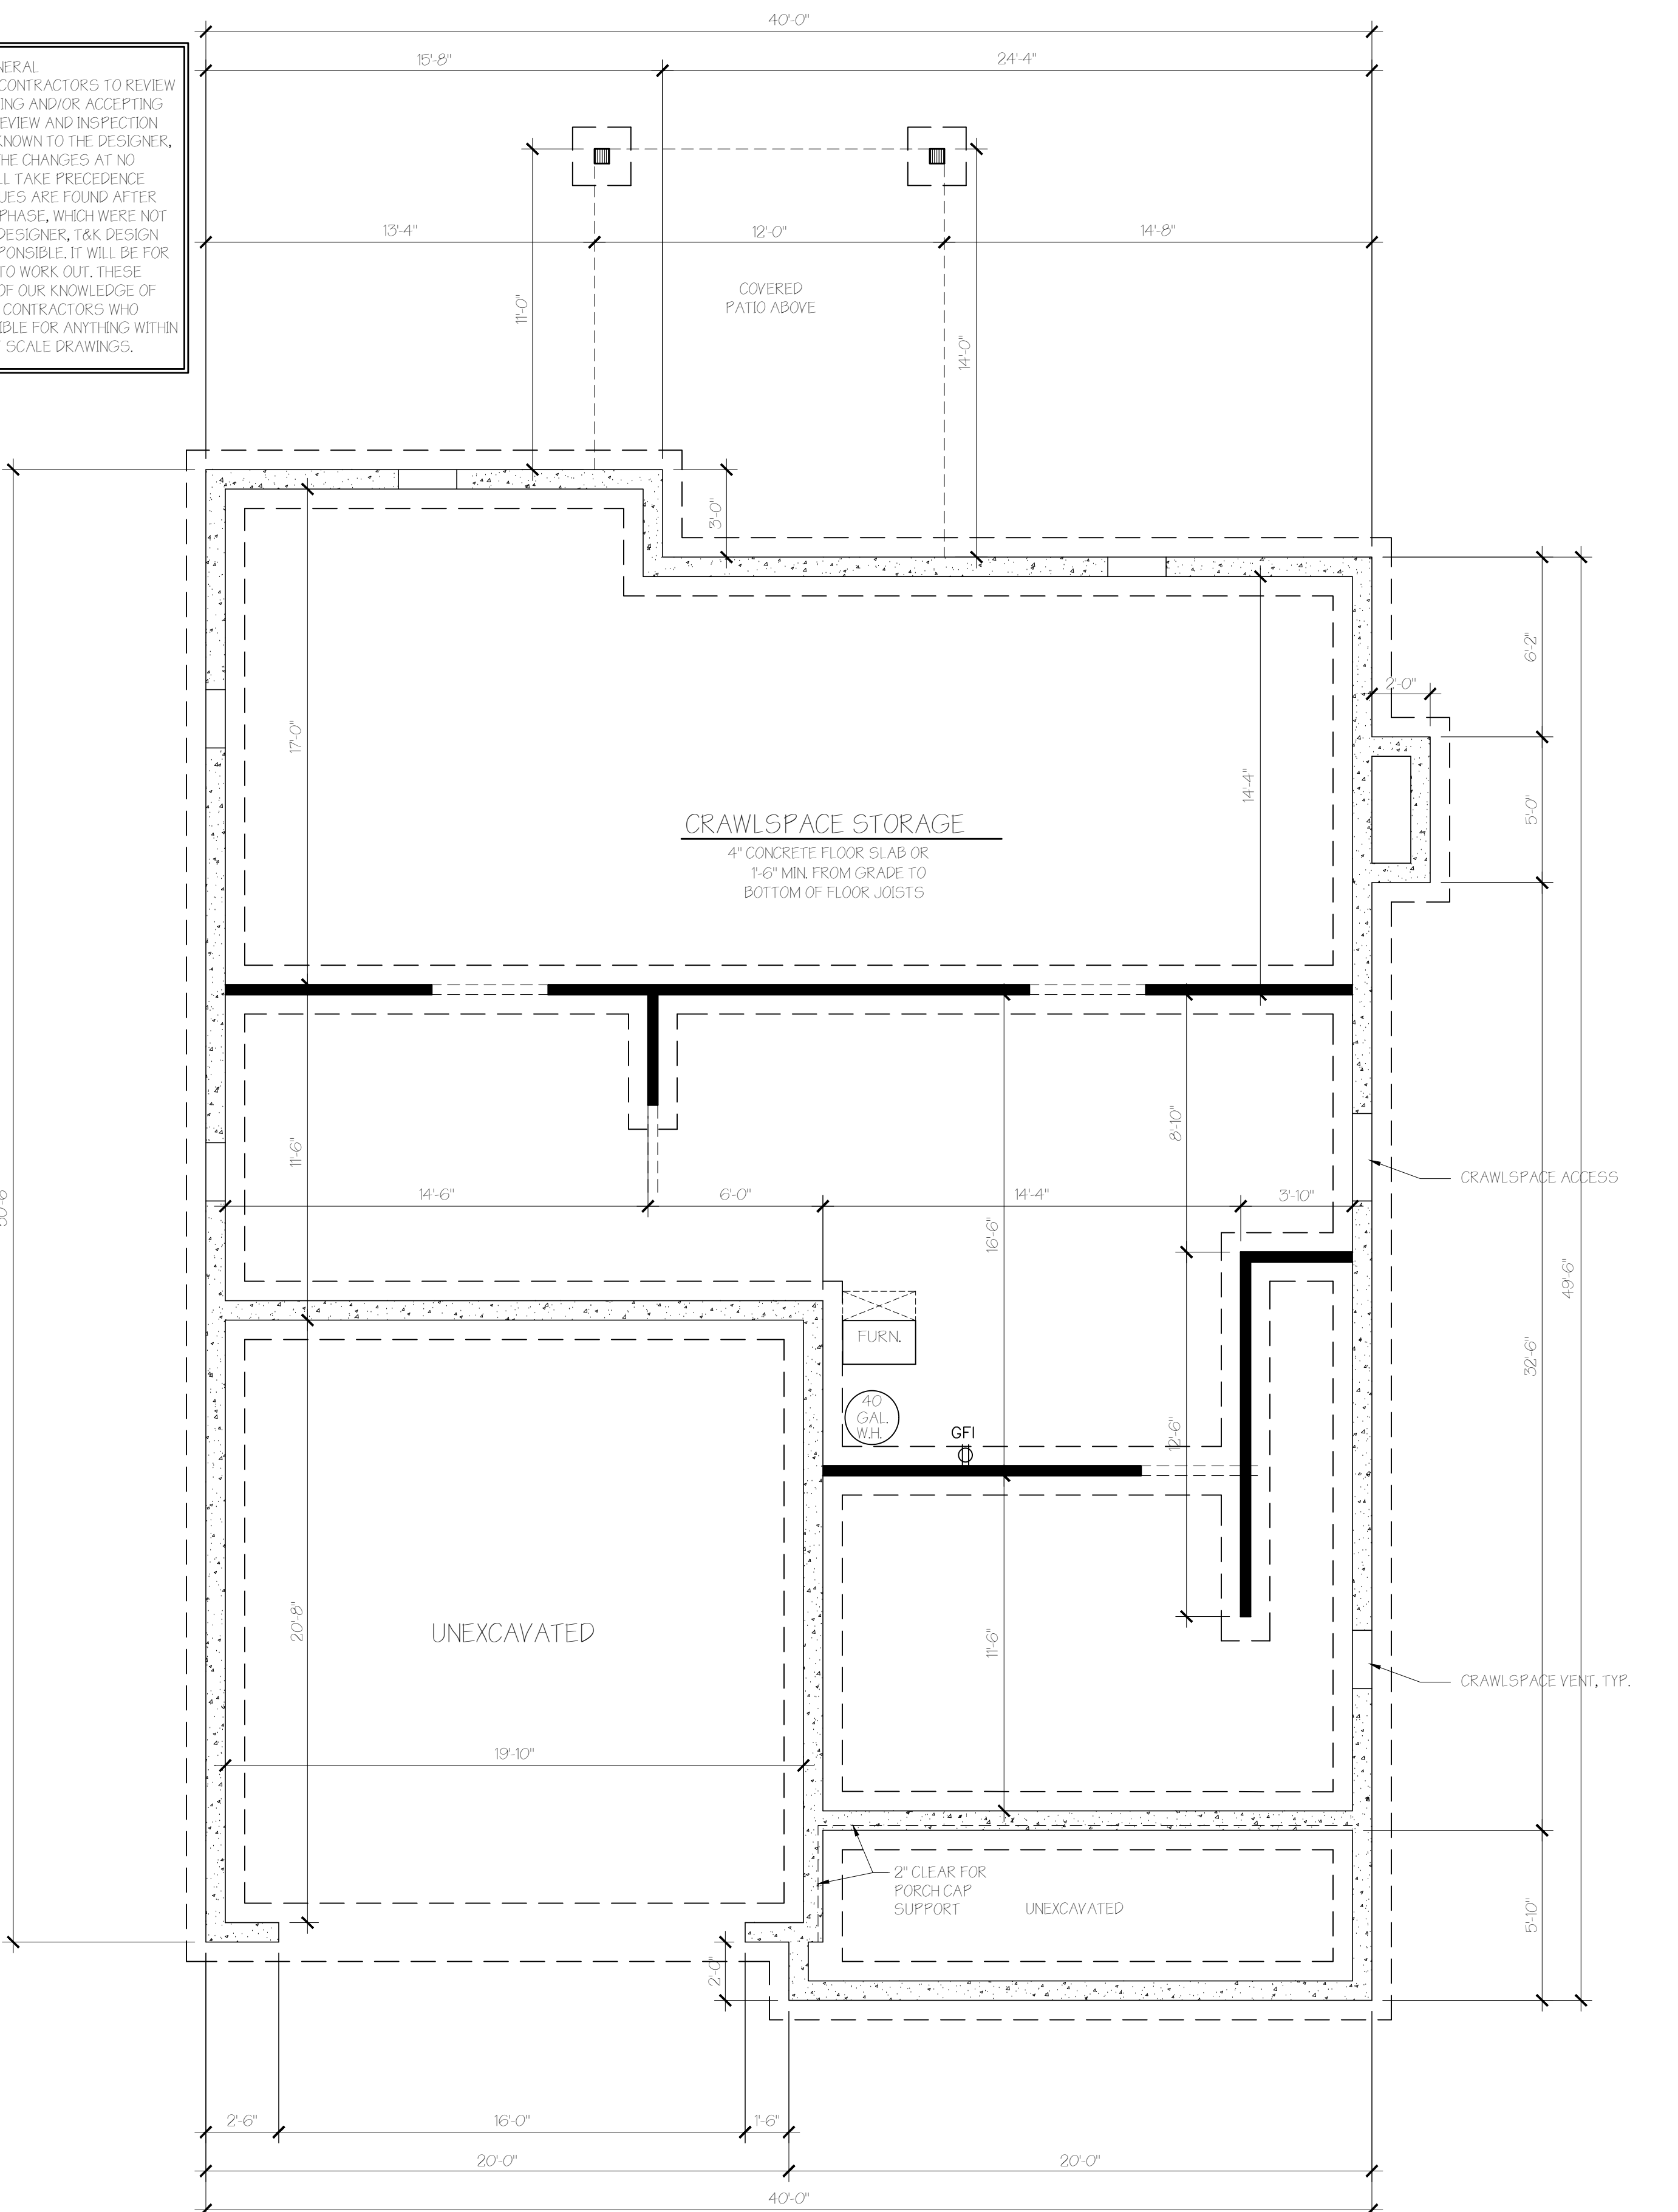 40'-0"
15'-8"
24'-4"
CONTRACTORS TO REVIEW
AND/OR ACCEPTING
AND INSPECTION
KNOWN TO THE DESIGNER,
THE CHANGES AT NO
TAKE PRECEDENCE
ARE FOUND AFTER
PHASE, WHICH WERE NOT
DESIGNER, T&K DESIGN
IT WILL BE FOR
TO WORK OUT. THESE
OF OUR KNOWLEDGE OF
CONTRACTORS WHO
FOR ANYTHING WITHIN
SCALE DRAWINGS.
13'-4"
12'-0"
14'-8"
11'-0"
COVERED
PATIO ABOVE
14'-0"
3'-0"
6'-2"
2'-0"
17'-0"
14'-4"
5'-0"
CRAWLSPACE STORAGE
4" CONCRETE FLOOR SLAB OR
1'-6" MIN. FROM GRADE TO
BOTTOM OF FLOOR JOISTS
11'-6"
8'-10"
CRAWLSPACE ACCESS
14'-6"
6'-0"
14'-4"
3'-10"
16'-6"
49'-6"
32'-6"
FURN.
40
GAL.
W.H.
GFI
12'-6"
20'-8"
UNEXCAVATED
11'-6"
CRAWLSPACE VENT, TYP.
19'-10"
2" CLEAR FOR
PORCH CAP
SUPPORT
UNEXCAVATED
5'-10"
2'-0"
2'-6"
16'-0"
1'-6"
20'-0"
20'-0"
40'-0"